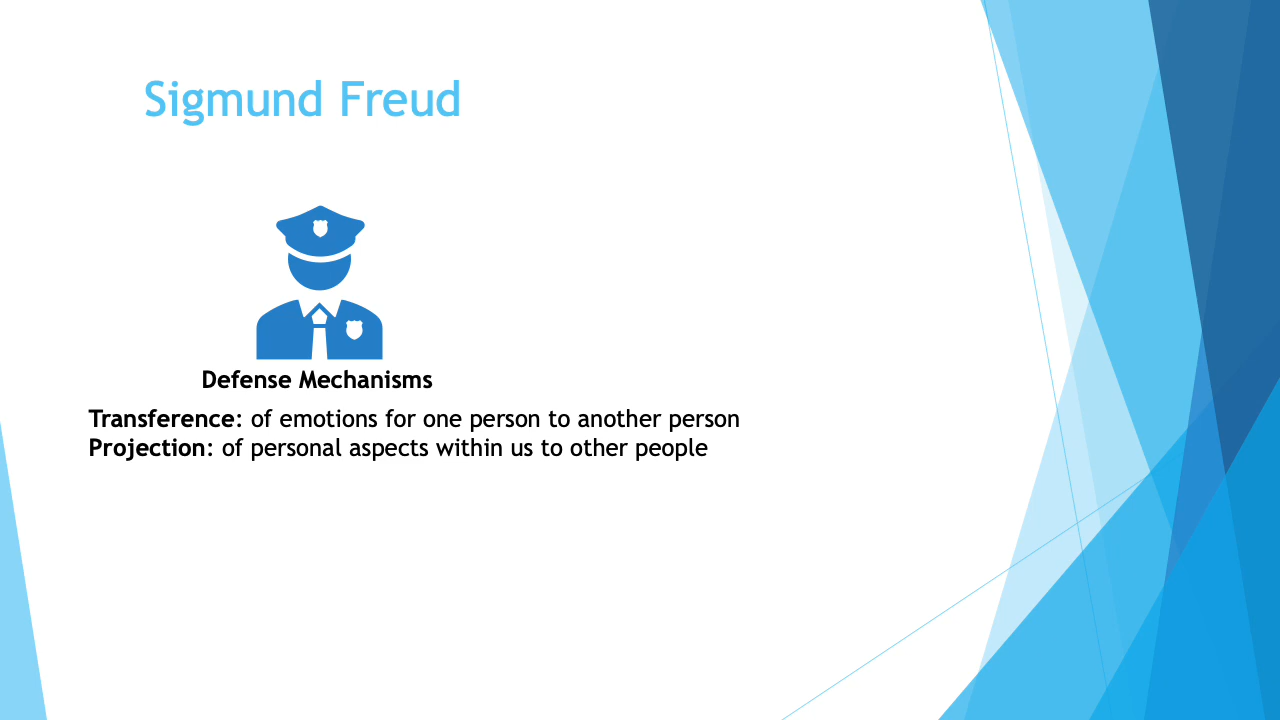 Sigmund Freud
Defense Mechanisms
Transference: of emotions for one person to another person
Projection: of personal aspects within us to other people